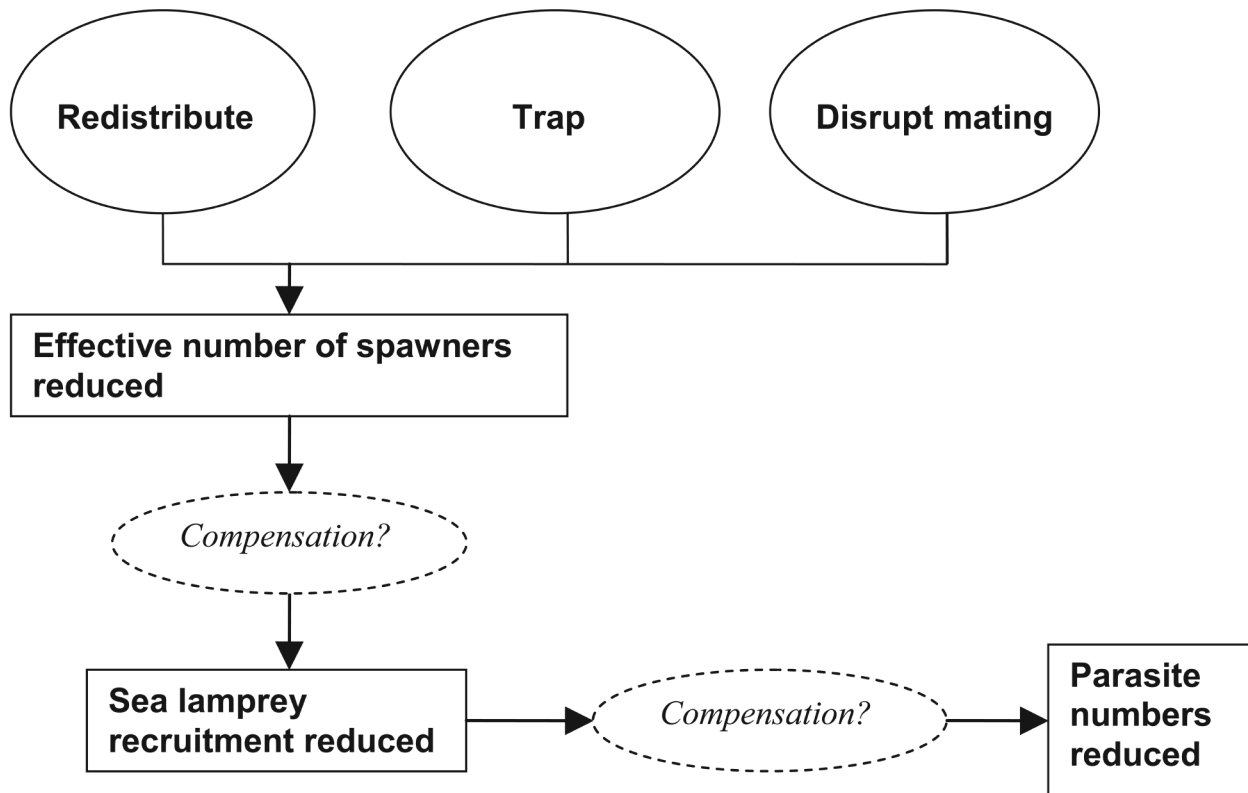 Redistribute
Trap
Disrupt mating
Effective number of spawners
reduced
Compensation?
Sea lamprey
recruitment reduced
Compensation?
Parasite
numbers
reduced